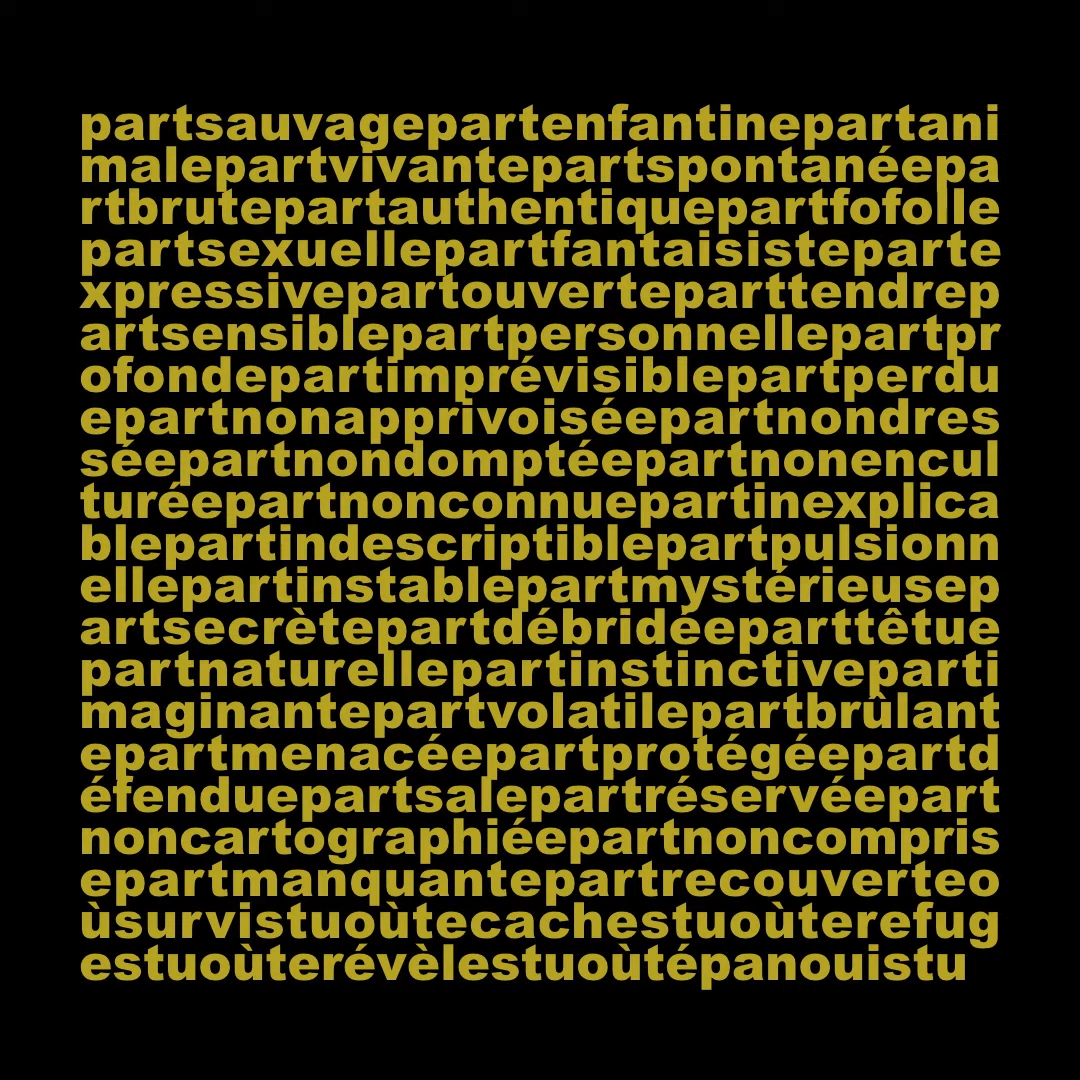 partsauvagepartenfantinepartani
malepartvivantepartspontanéepa
rtbrutepartauthentiquepartfofolle
partsexuellepartfantaisisteparte
xpressivepartouverteparttendrep
artsensiblepartpersonnellepartpr
ofondepartimprévisiblepartperdu
epartnonapprivoiséepartnondres
séepartnondomptéepartnonencul
turéepartnonconnuepartinexplica
blepartindescriptiblepartpulsionn
ellepartinstablepartmystérieusep
artsecrètepartdébridéeparttêtue
partnaturellepartinstinctiveparti
maginantepartvolatilepartbrûlant
epartmenacéepartprotégéepartd
éfenduepartsalepartréservéepart
noncartographiéepartnoncompris
epartmanquantepartrecouverteo
ùsurvistuoùtecachestuoùterefug
estuoùterévèlestuoùtépanouistu